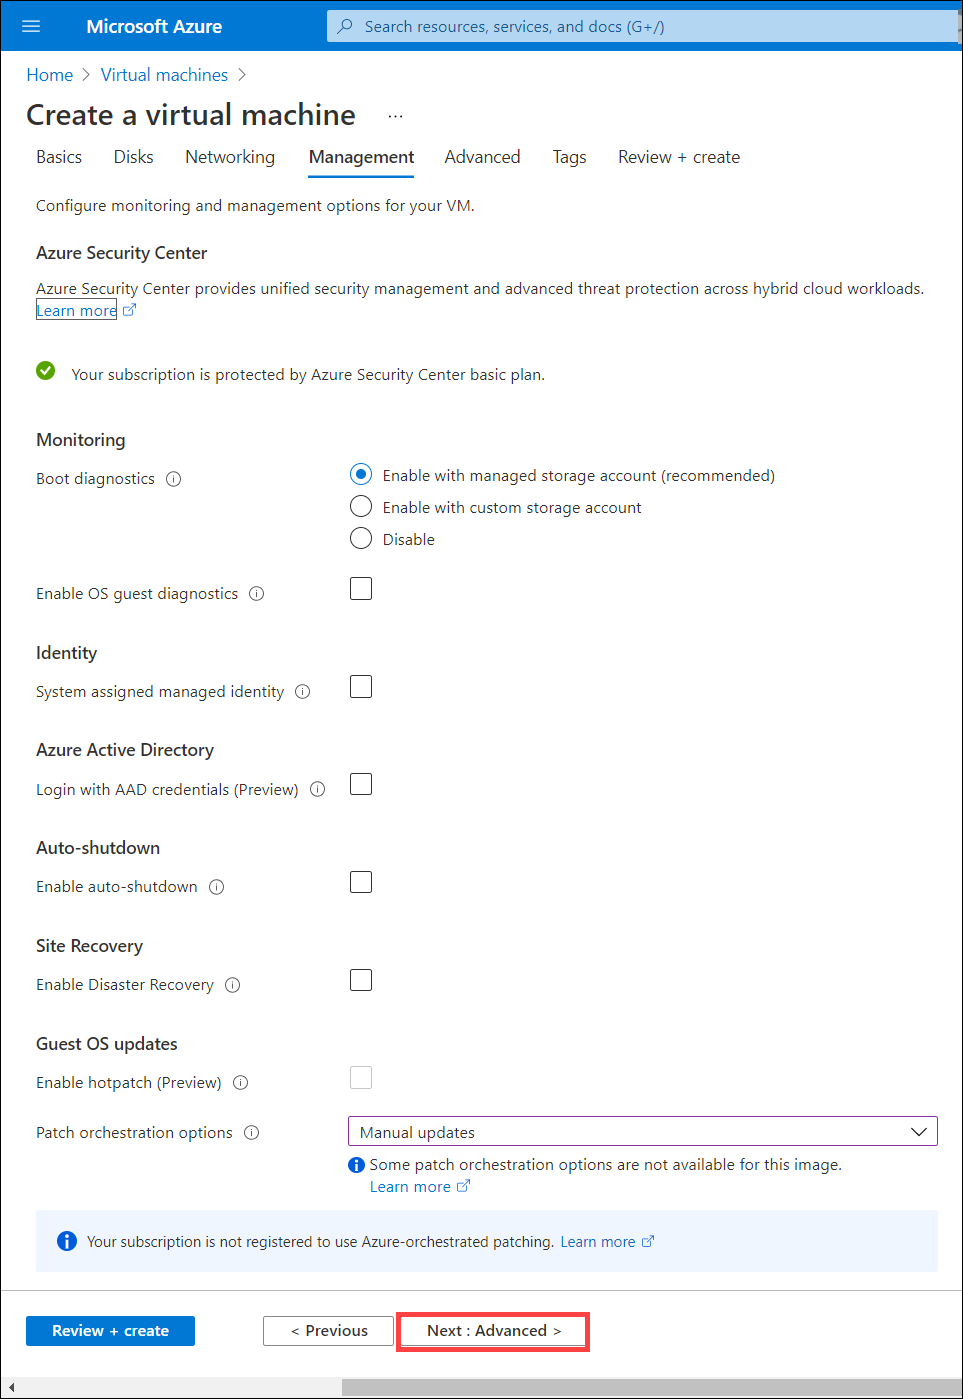 Microsoft Azure
Search resources, services, and docs (G+/)
Home > Virtual machines >
Create a virtual machine ...
Basics Disks Networking Management Advanced Tags Review + create
Configure monitoring and management options for your VM.
Azure Security Center
Azure Security Center provides unified security management and advanced threat protection across hybrid cloud workloads.
Learn more
Your subscription is protected by Azure Security Center basic plan.
Monitoring
Boot diagnostics
Enable with managed storage account (recommended)
Enable with custom storage account
Disable
Enable OS guest diagnostics
Identity
System assigned managed identity
Azure Active Directory
Login with AAD credentials (Preview)
Auto-shutdown
Enable auto-shutdown
Site Recovery
Enable Disaster Recovery
Guest OS updates
Enable hotpatch (Preview)
Patch orchestration options
Manual updates
Some patch orchestration options are not available for this image.
Learn more
Your subscription is not registered to use Azure-orchestrated patching. Learn more
Review + create < Previous Next : Advanced >